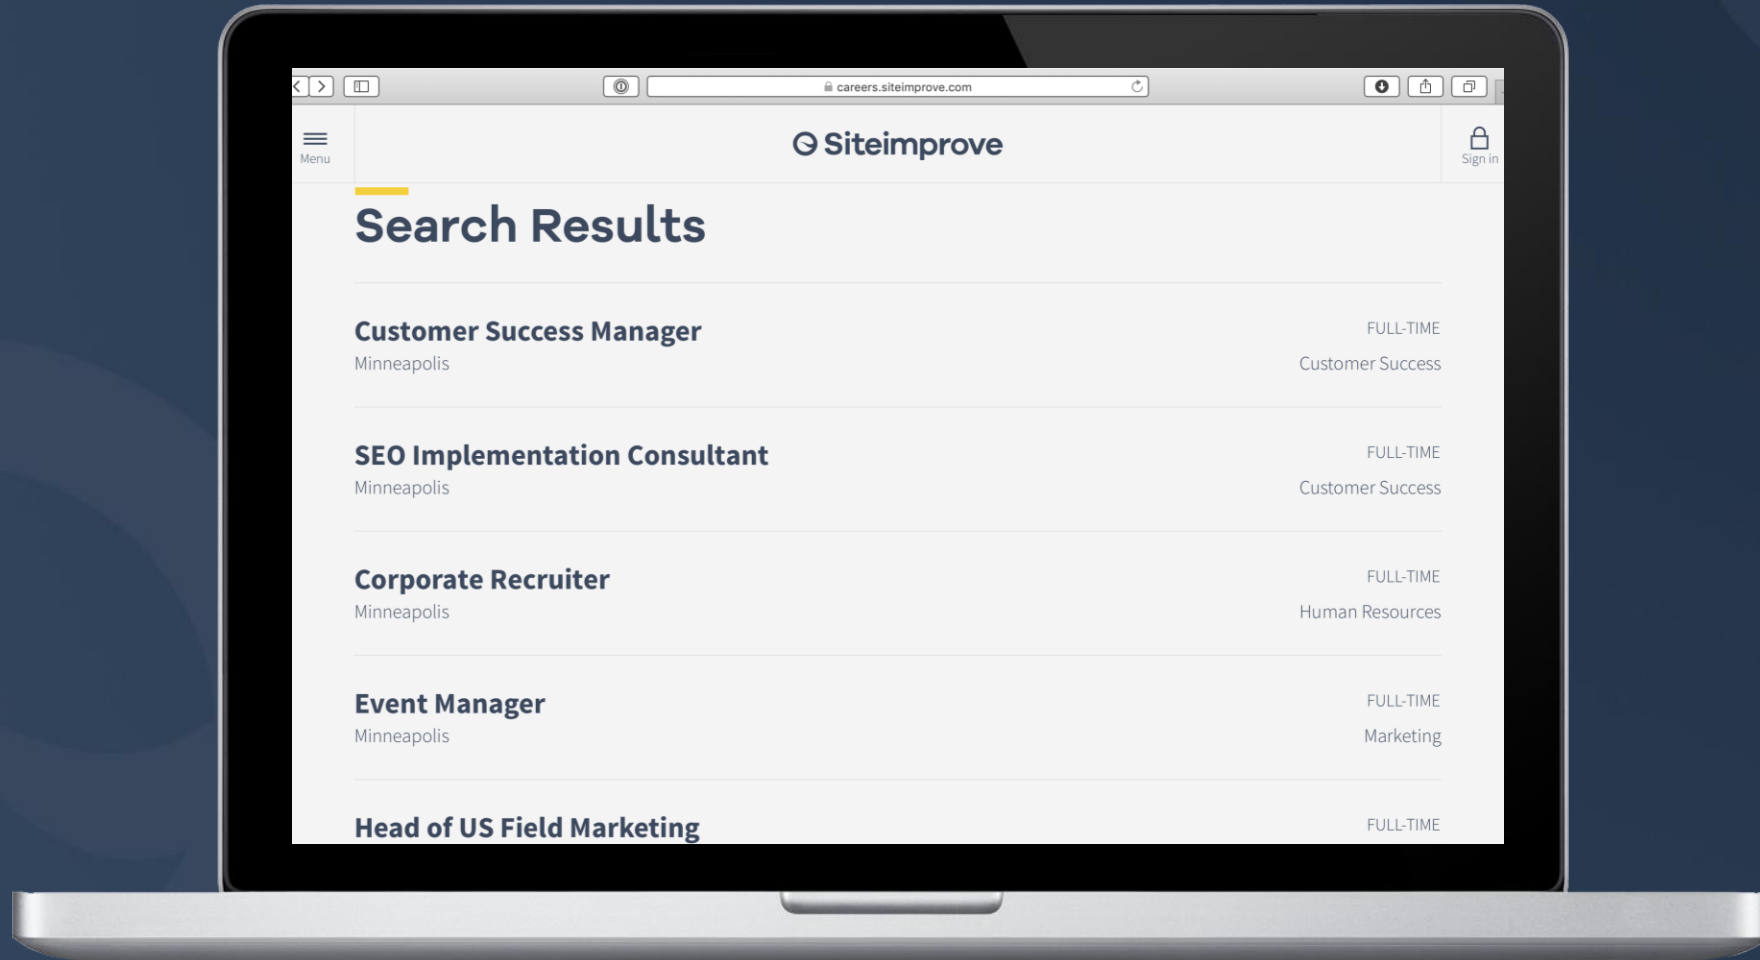 careers.siteimprove.com
Menu
Siteimprove
Sign in
Search Results
Customer Success Manager
FULL-TIME
Minneapolis
Customer Success
SEO Implementation Consultant
FULL-TIME
Minneapolis
Customer Success
Corporate Recruiter
FULL-TIME
Minneapolis
Human Resources
Event Manager
FULL-TIME
Minneapolis
Marketing
Head of US Field Marketing
FULL-TIME